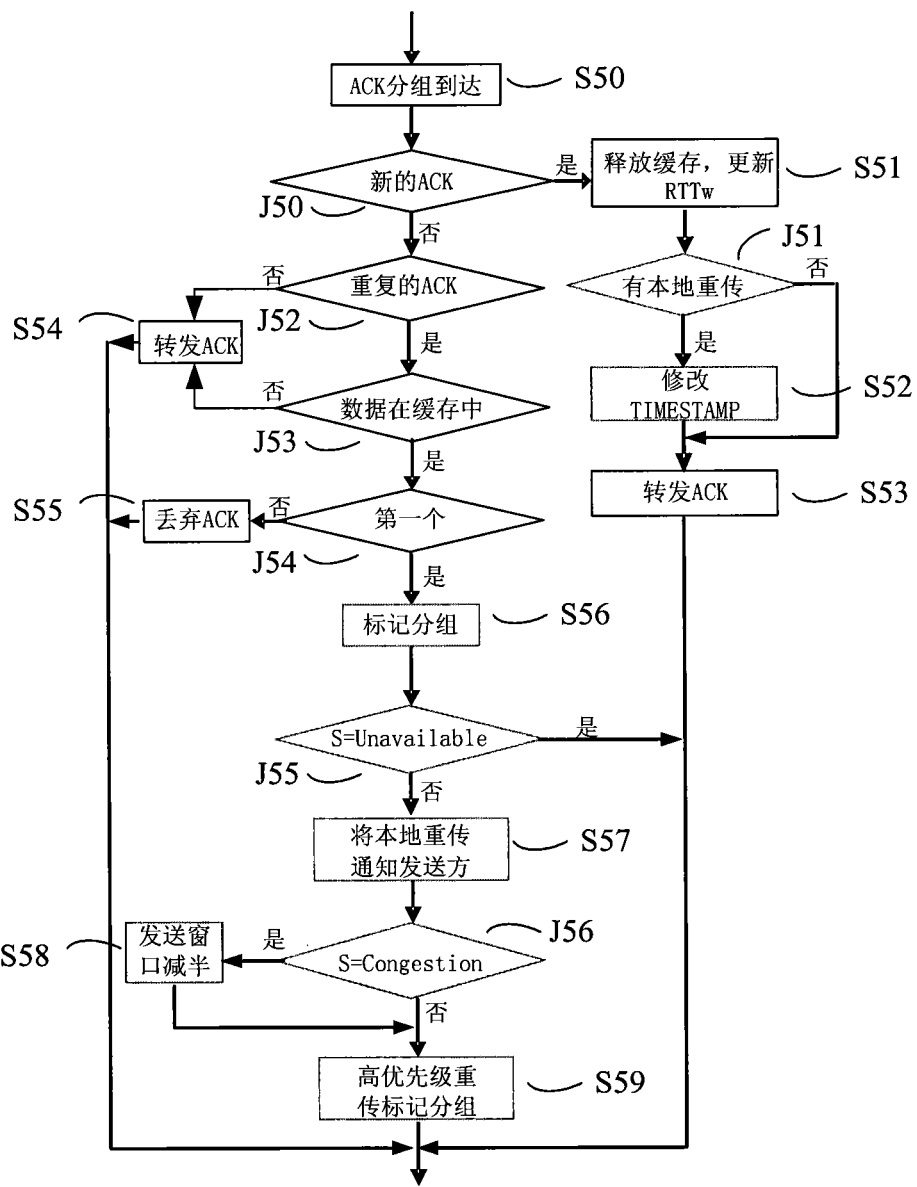 ACK分组到达
S50
新的ACK
J50
是
释放缓存，更新
RTTw
S51
否
J51
有本地重传
否
重复的ACK
J52
否
S54
转发ACK
是
是
修改
TIMESTAMP
S52
数据在缓存中
J53
否
是
转发ACK
S53
S55
丢弃ACK
否
第一个
J54
是
标记分组
S56
S=Unavailable
是
J55
否
将本地重传
通知发送方
S57
J56
S58
发送窗
口减半
是
S=Congestion
否
高优先级重
传标记分组
S59